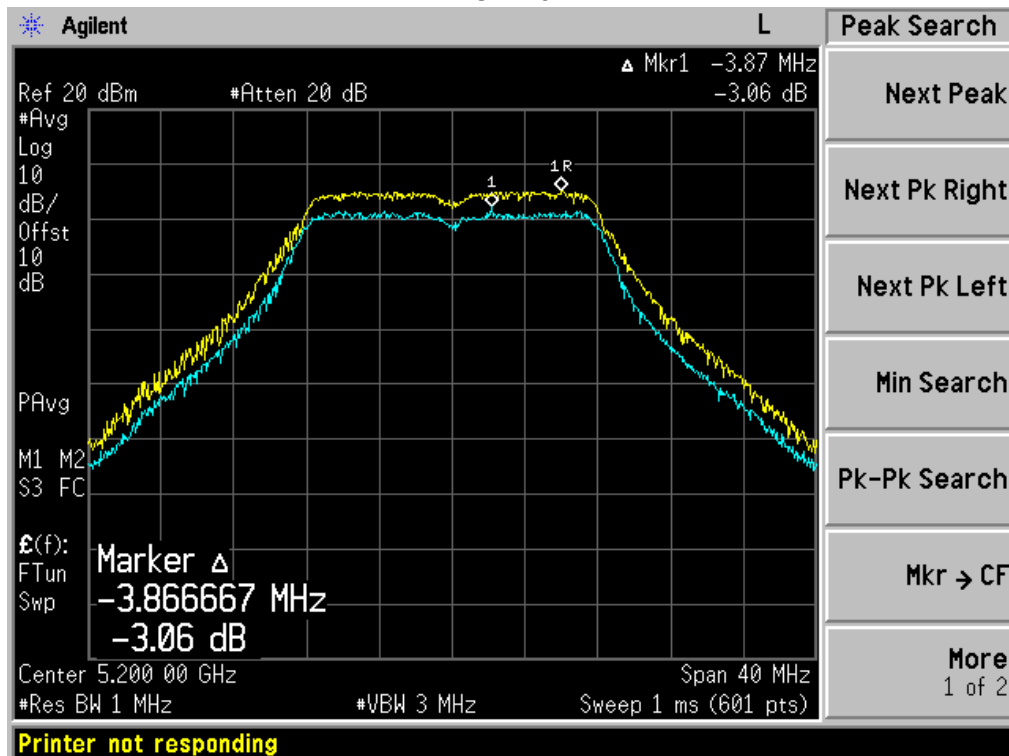 Agilent L Peak Search
Δ Mkr1 -3.87 MHz
Ref 20 dBm #Atten 20 dB -3.06 dB
#Avg
Log
10
dB/
Offst
10
dB
1
1R
PAvg
M1 M2
S3 FC
£(f):
FTun
Swp
Marker Δ
-3.866667 MHz
-3.06 dB
Center 5.200 00 GHz Span 40 MHz
#Res BW 1 MHz #VBW 3 MHz Sweep 1 ms (601 pts)
Printer not responding
Next Peak
Next Pk Right
Next Pk Left
Min Search
Pk-Pk Search
Mkr → CF
More
1 of 2